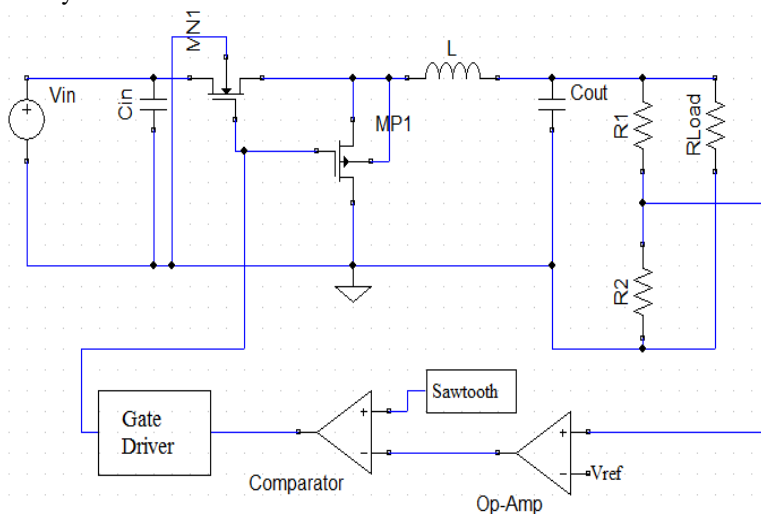 MN1
L
Vin
Cin
Cout
MP1
R1
RLoad
R2
Gate
Driver
Sawtooth
Vref
Comparator
Op-Amp